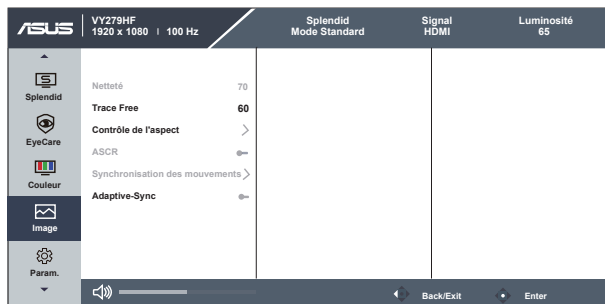 ASUS
VY279HF
1920 x 1080 | 100 Hz
Splendid
Mode Standard
Signal
HDMI
Luminosité
65
Splendid
EyeCare
Couleur
Image
Param.
Netteté 70
Trace Free 60
Contrôle de l'aspect
ASCR
Synchronisation des mouvements
Adaptive-Sync
Back/Exit
Enter